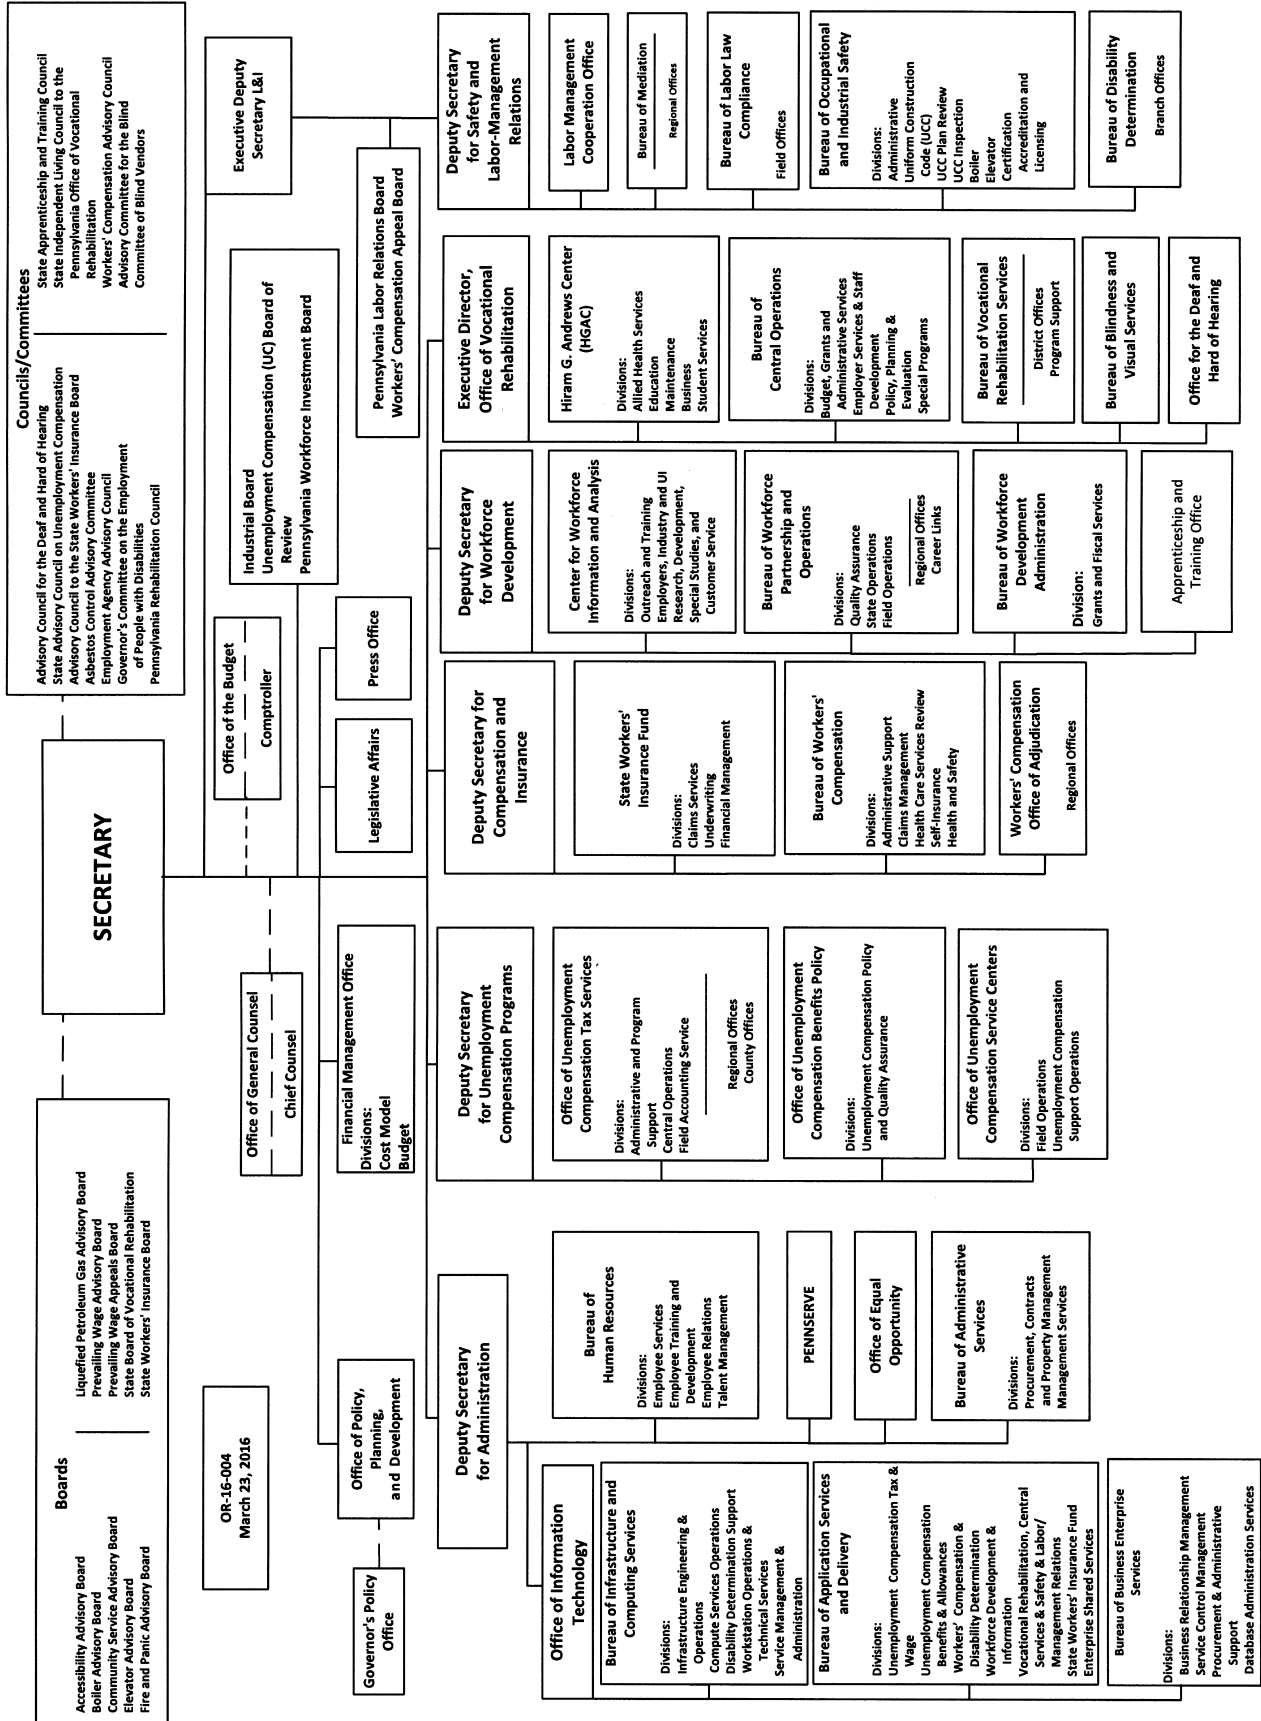 Boards
Accessibility Advisory Board
Boiler Advisory Board
Community Service Advisory Board
Elevator Advisory Board
Fire and Panic Advisory Board
Liquefied Petroleum Gas Advisory Board
Prevailing Wage Advisory Board
Prevailing Wage Appeals Board
State Board of Vocational Rehabilitation
State Workers' Insurance Board
SECRETARY
Councils/Committees
Advisory Council for the Deaf and Hard of Hearing
State Advisory Council on Unemployment Compensation
Advisory Council to the State Workers' Insurance Board
Asbestos Control Advisory Committee
Employment Agency Advisory Council
Governor's Committee on the Employment
of People with Disabilities
Pennsylvania Rehabilitation Council
State Apprenticeship and Training Council
State Independent Living Council to the
Pennsylvania Office of Vocational
Rehabilitation
Workers' Compensation Advisory Council
Advisory Committee for the Blind
Committee of Blind Vendors
OR-16-004
March 23, 2016
Office of General Counsel
Chief Counsel
Office of the Budget
Comptroller
Executive Deputy
Secretary L&I
Industrial Board
Unemployment Compensation (UC) Board of
Review
Pennsylvania Workforce Investment Board
Governor's Policy
Office
Office of Policy,
Planning,
and Development
Financial Management Office
Divisions:
Cost Model
Budget
Legislative Affairs
Press Office
Pennsylvania Labor Relations Board
Workers' Compensation Appeal Board
Deputy Secretary
for Administration
Office of Information
Technology
Bureau of Infrastructure and
Computing Services
Divisions:
Infrastructure Engineering &
Operations
Compute Services Operations
Disability Determination Support
Workstation Operations &
Technical Services
Service Management &
Administration
Bureau of Application Services
and Delivery
Divisions:
Unemployment Compensation Tax &
Wage
Unemployment Compensation
Benefits & Allowances
Workers' Compensation &
Disability Determination
Workforce Development &
Information
Vocational Rehabilitation, Central
Services & Safety & Labor/
Management Relations
State Workers' Insurance Fund
Enterprise Shared Services
Bureau of Business Enterprise
Services
Divisions:
Business Relationship Management
Service Control Management
Procurement & Administrative
Support
Database Administration Services
Bureau of
Human Resources
Divisions:
Employee Services
Employee Training and
Development
Employee Relations
Talent Management
PENNSERVE
Office of Equal
Opportunity
Bureau of Administrative
Services
Divisions:
Procurement, Contracts
and Property Management
Management Services
Deputy Secretary
for Unemployment
Compensation Programs
Office of Unemployment
Compensation Tax Services
Divisions:
Administrative and Program
Support
Central Operations
Field Accounting Service
Regional Offices
County Offices
Office of Unemployment
Compensation Benefits Policy
Divisions:
Unemployment Compensation Policy
and Quality Assurance
Office of Unemployment
Compensation Service Centers
Divisions:
Field Operations
Unemployment Compensation
Support Operations
Deputy Secretary for
Compensation and
Insurance
State Workers'
Insurance Fund
Divisions:
Claims Services
Underwriting
Financial Management
Bureau of Workers'
Compensation
Divisions:
Administrative Support
Claims Management
Health Care Services Review
Self-Insurance
Health and Safety
Workers' Compensation
Office of Adjudication
Regional Offices
Deputy Secretary
for Workforce
Development
Center for Workforce
Information and Analysis
Divisions:
Outreach and Training
Employers, Industry and UI
Research, Development,
Special Studies, and
Customer Service
Bureau of Workforce
Partnership and
Operations
Divisions:
Quality Assurance
State Operations
Field Operations
Regional Offices
Career Links
Bureau of Workforce
Development
Administration
Division:
Grants and Fiscal Services
Apprenticeship and
Training Office
Executive Director,
Office of Vocational
Rehabilitation
Hiram G. Andrews Center
(HGAC)
Divisions:
Allied Health Services
Education
Maintenance
Business
Student Services
Bureau of
Central Operations
Divisions:
Budget, Grants and
Administrative Services
Employer Services & Staff
Development
Policy, Planning &
Evaluation
Special Programs
Bureau of Vocational
Rehabilitation Services
District Offices
Program Support
Bureau of Blindness and
Visual Services
Office for the Deaf and
Hard of Hearing
Deputy Secretary
for Safety and
Labor-Management
Relations
Labor Management
Cooperation Office
Bureau of Mediation
Regional Offices
Bureau of Labor Law
Compliance
Field Offices
Bureau of Occupational
and Industrial Safety
Divisions:
Administrative
Uniform Construction
Code (UCC)
UCC Plan Review
UCC Inspection
Boiler
Elevator
Certification
Accreditation and
Licensing
Bureau of Disability
Determination
Branch Offices